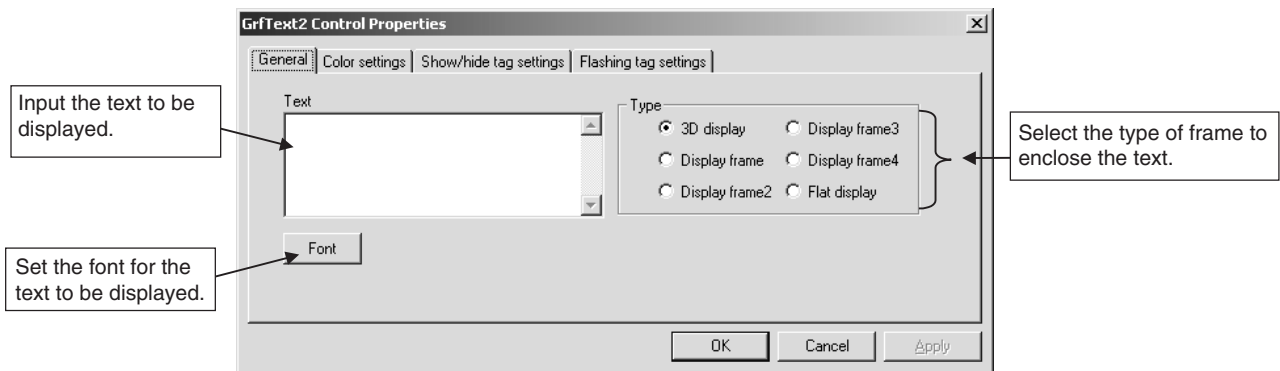 GrfText2 Control Properties
General Color settings Show/hide tag settings Flashing tag settings
Input the text to be
displayed.
Text
Type
3D display Display frame3
Display frame Display frame4
Display frame2 Flat display
Select the type of frame to
enclose the text.
Font
Set the font for the
text to be displayed.
OK Cancel Apply